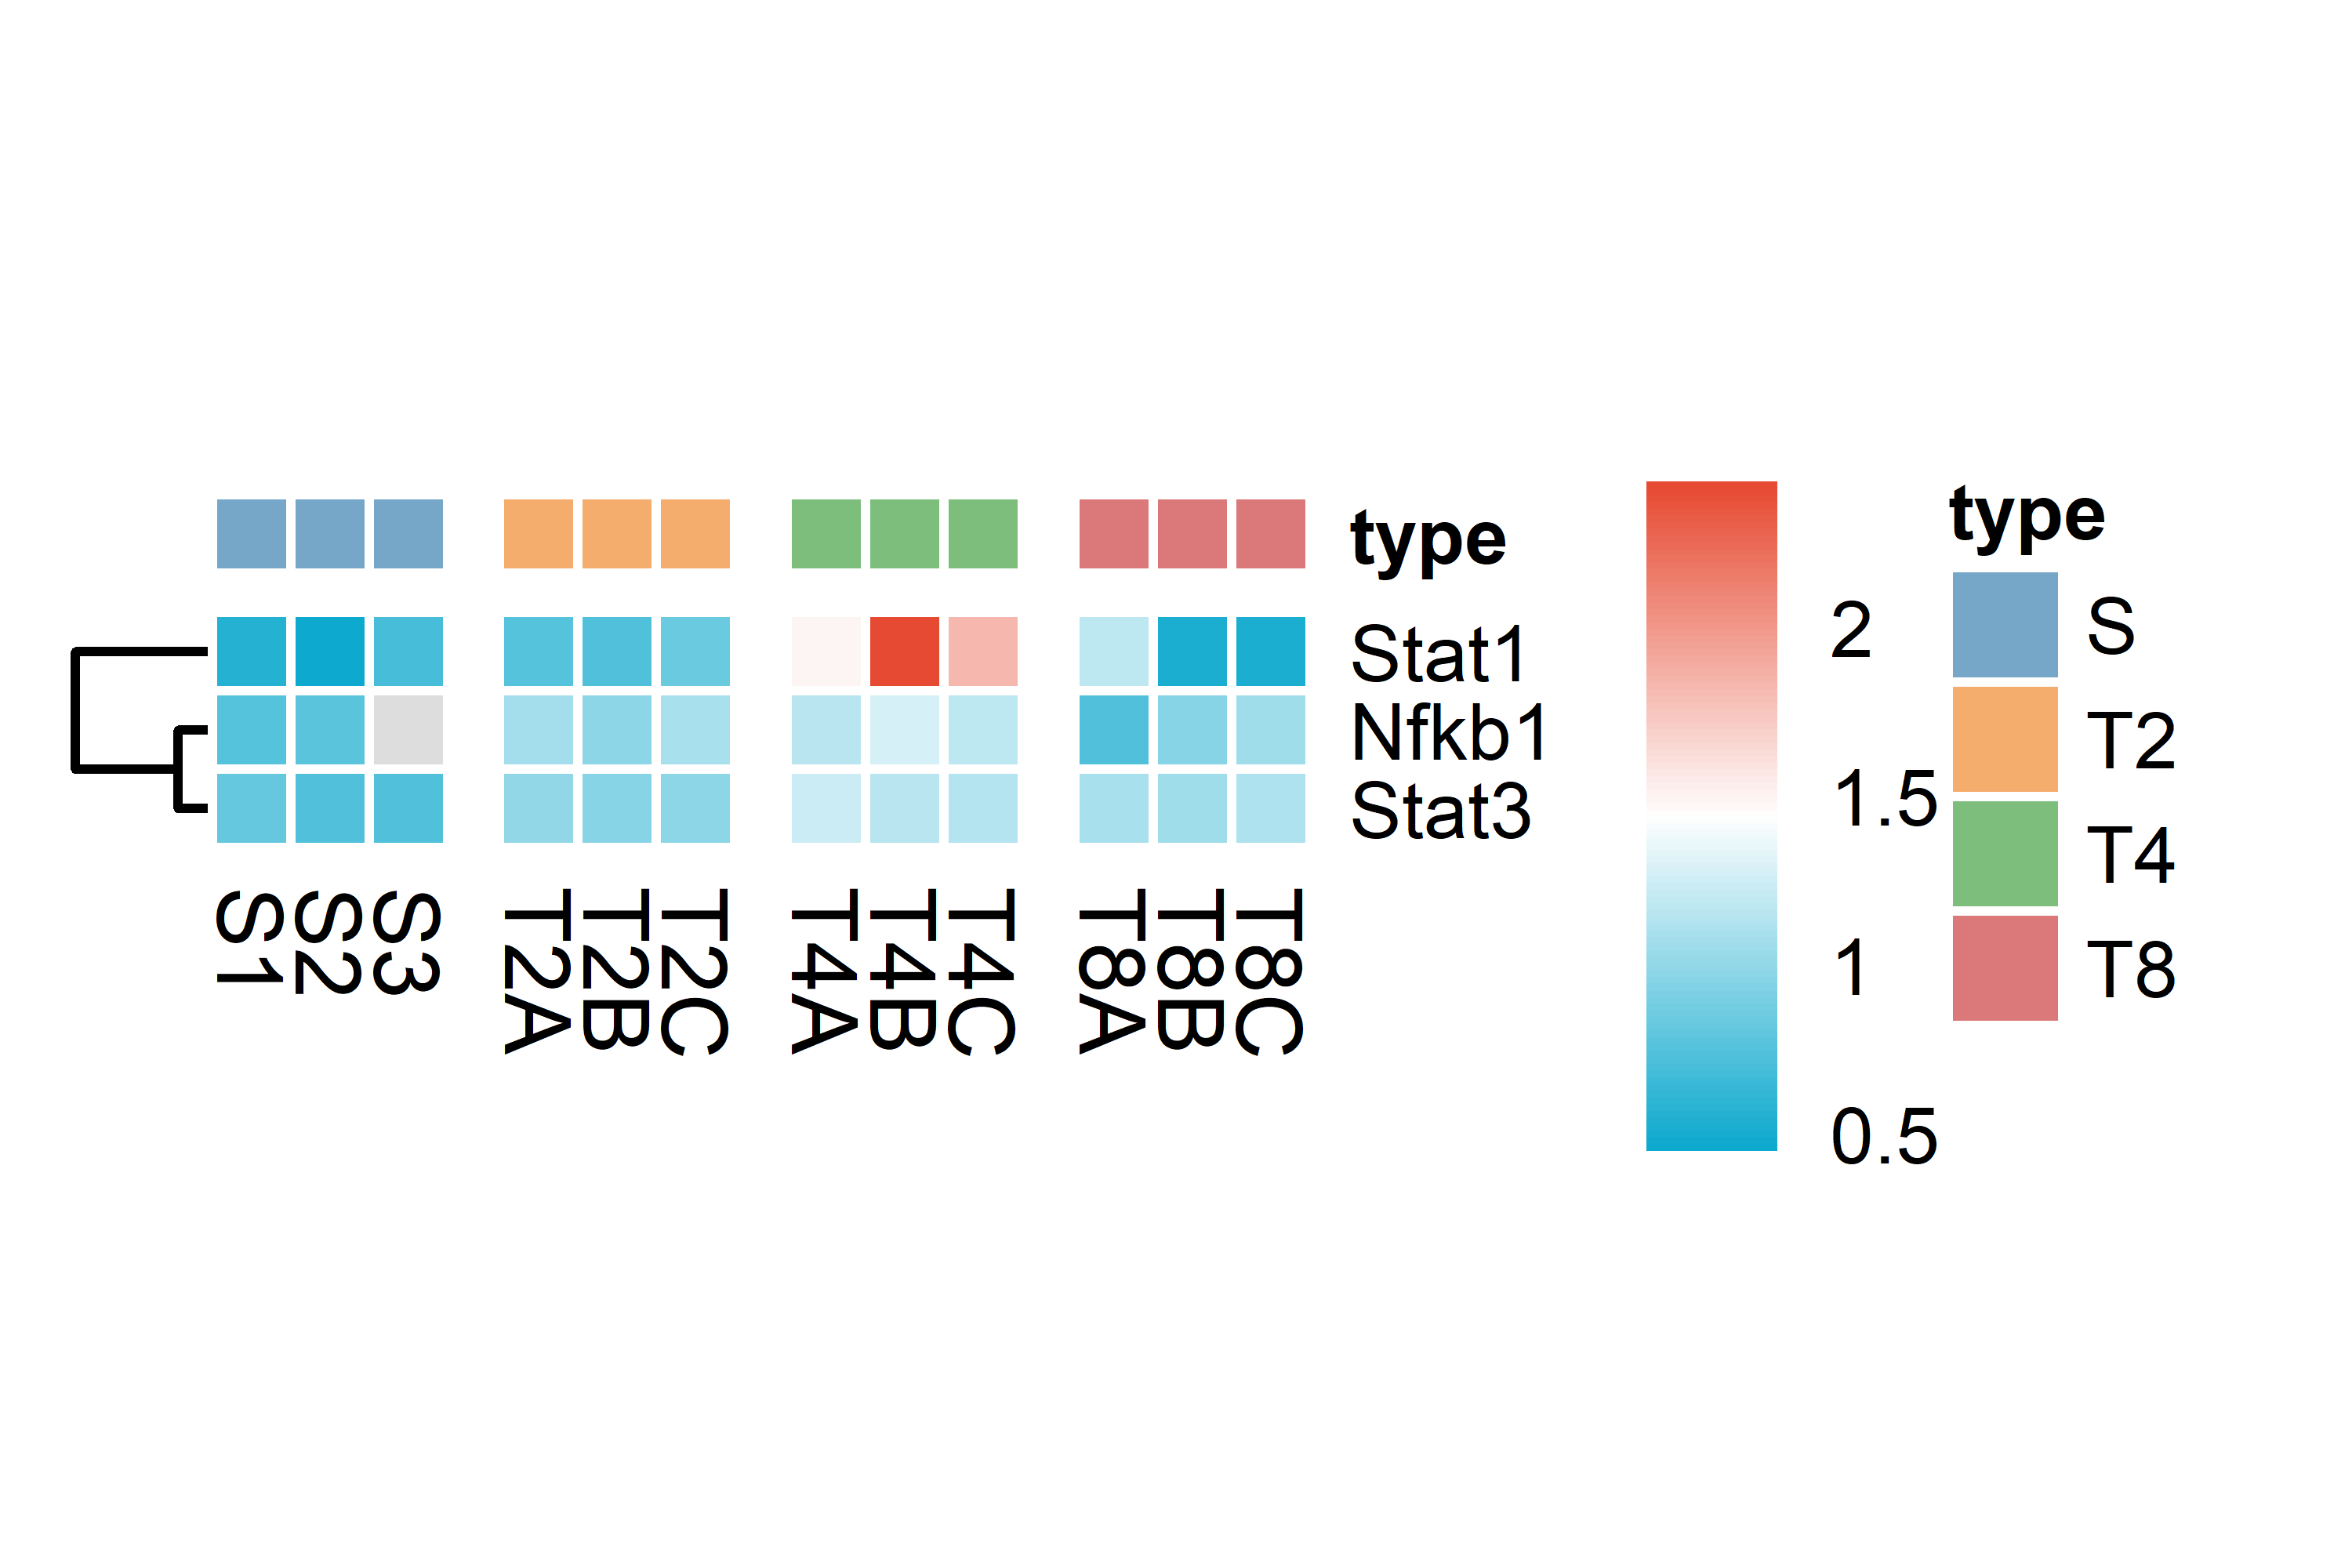 type
Stat1
Nfkb1
Stat3
S1
S2
S3
T2A
T2B
T2C
T4A
T4B
T4C
T8A
T8B
T8C
2
1.5
1
0.5
type
S
T2
T4
T8